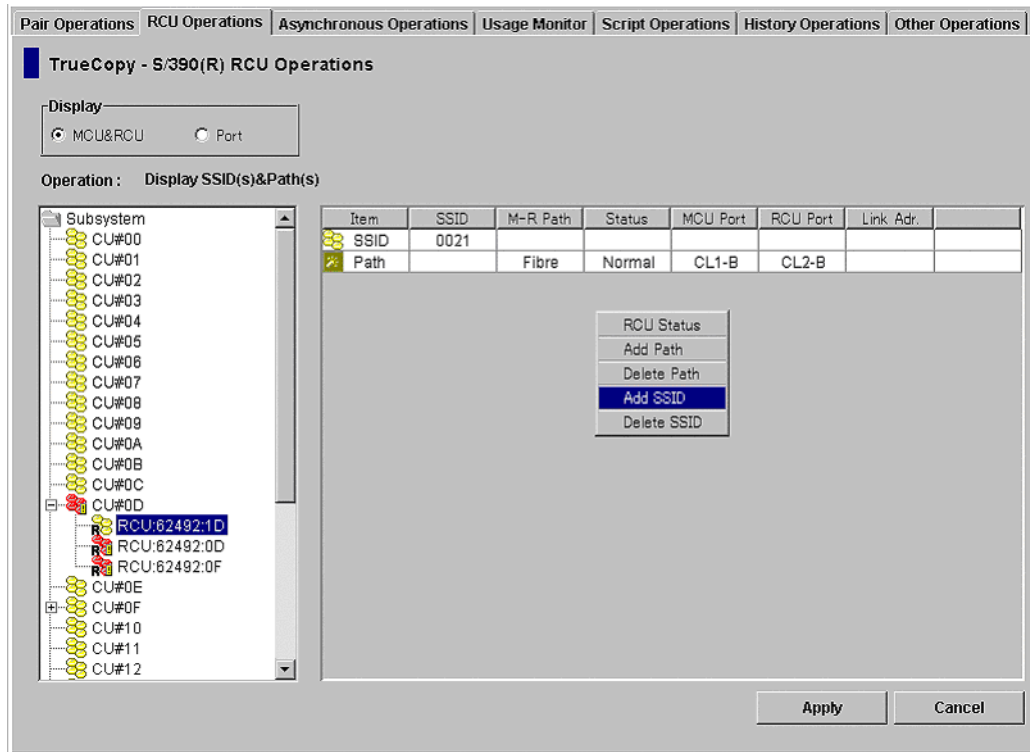 Pair Operations RCU Operations Asynchronous Operations Usage Monitor Script Operations History Operations Other Operations
TrueCopy - S/390(R) RCU Operations
Display
MCU&RCU Port
Operation : Display SSID(s)&Path(s)
Subsystem
CU#00
CU#01
CU#02
CU#03
CU#04
CU#05
CU#06
CU#07
CU#08
CU#09
CU#0A
CU#0B
CU#0C
CU#0D
R RCU:62492:1D
R RCU:62492:0D
R RCU:62492:0F
CU#0E
CU#0F
CU#10
CU#11
CU#12
Item SSID M-R Path Status MCU Port RCU Port Link Adr.
SSID 0021
Path Fibre Normal CL1-B CL2-B
RCU Status
Add Path
Delete Path
Add SSID
Delete SSID
Apply Cancel